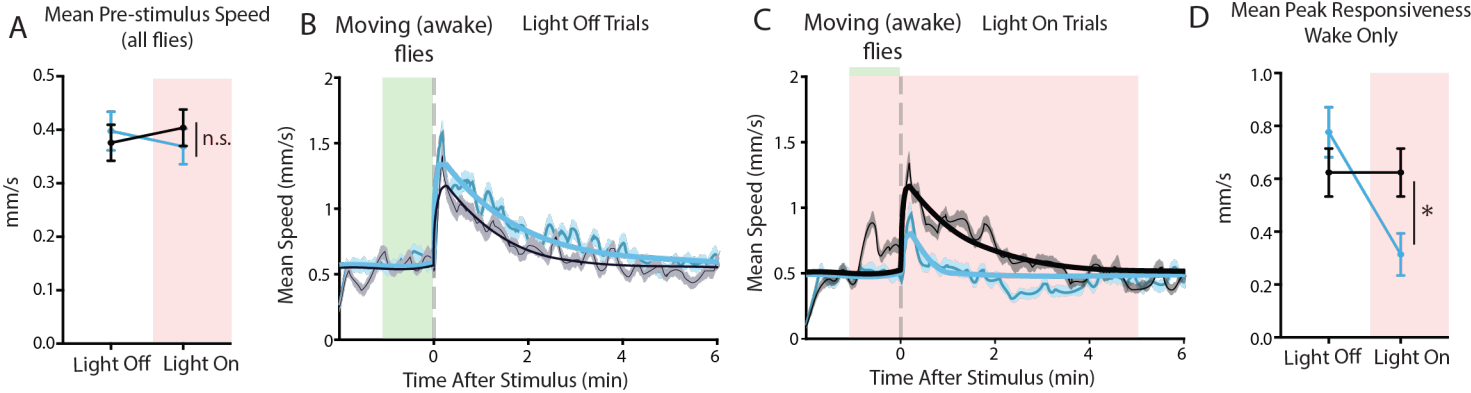 A
Mean Pre-stimulus Speed
(all flies)
mm/s
0.5
0.4
0.3
0.2
0.1
0.0
n.s.
Light Off Light On
B
Moving (awake)
flies
Light Off Trials
Mean Speed (mm/s)
2
1.5
1
0.5
0
0 2 4 6
Time After Stimulus (min)
C
Moving (awake)
flies
Light On Trials
Mean Speed (mm/s)
2
1.5
1
0.5
0
0 2 4 6
Time After Stimulus (min)
D
Mean Peak Responsiveness
Wake Only
mm/s
1.0
0.8
0.6
0.4
0.2
0.0
*
Light Off Light On